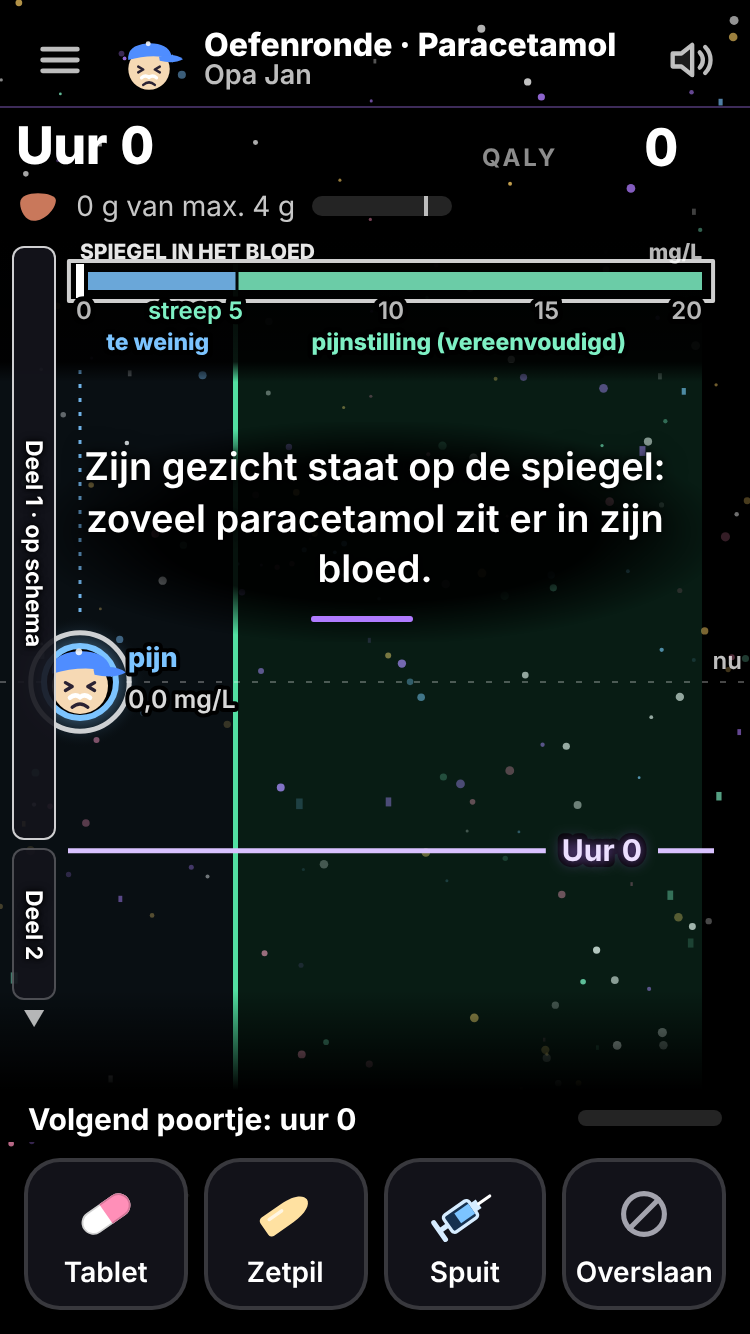 Oefenronde · Paracetamol
Opa Jan
Uur 0
QALY 0
0 g van max. 4 g
SPIEGEL IN HET BLOED mg/L
0 streep 5 10 15 20
te weinig pijnstilling (vereenvoudigd)
Deel 1 · op schema
Zijn gezicht staat op de spiegel:
zoveel paracetamol zit er in zijn
bloed.
pijn
nu
0,0 mg/L
Uur 0
Deel 2
Volgend poortje: uur 0
Tablet Zetpil Spuit Overslaan